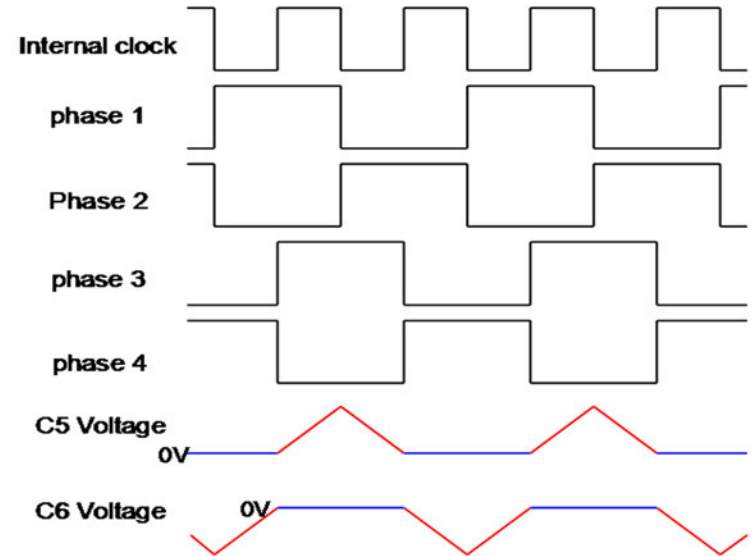 Internal clock
phase 1
Phase 2
phase 3
phase 4
C5 Voltage
0V
C6 Voltage
0V